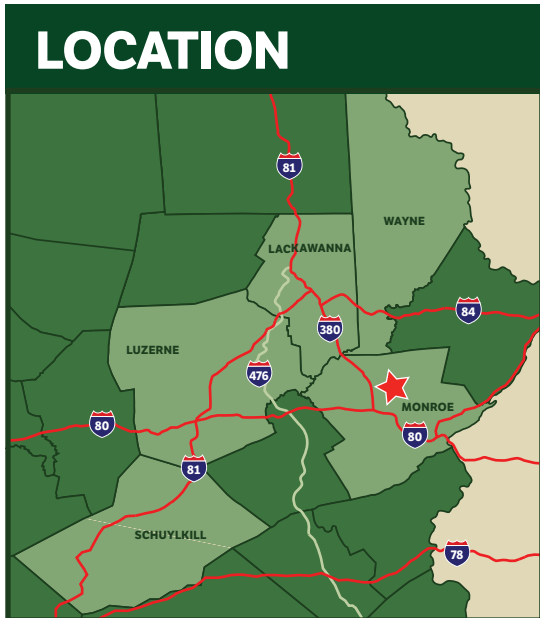 LOCATION
81
WAYNE
LACKAWANNA
84
380
LUZERNE
476
MONROE
80
80
81
SCHUYLKILL
78